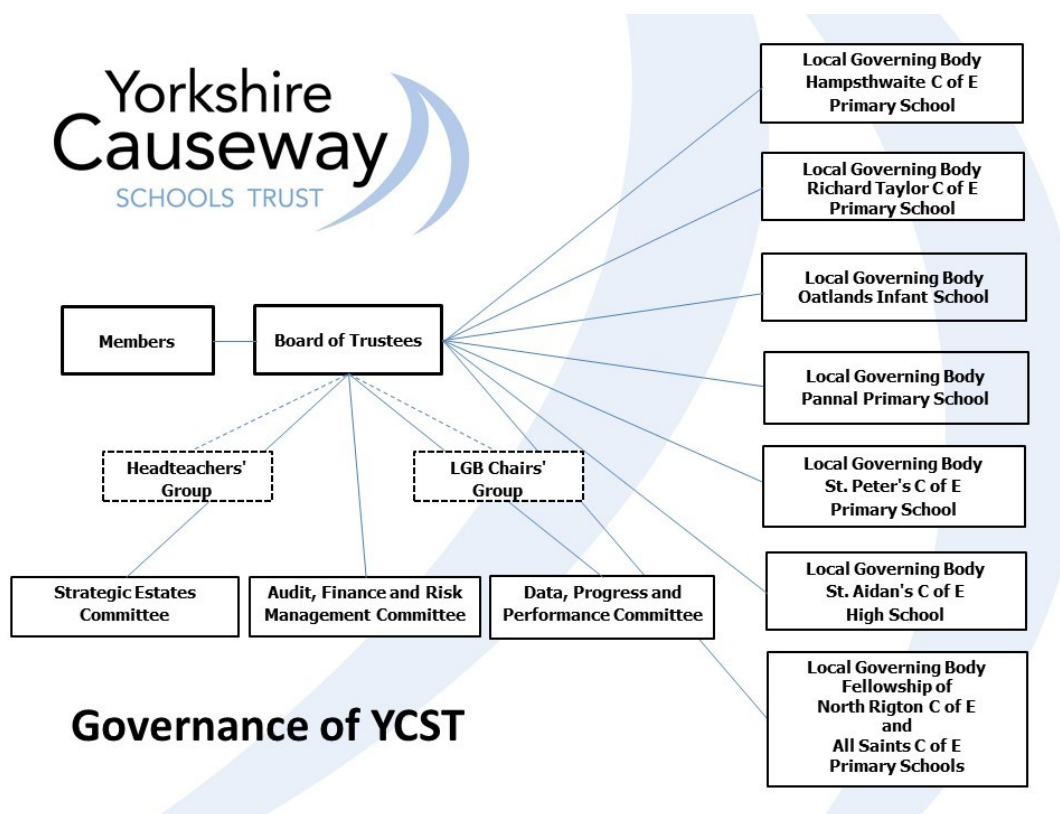 Yorkshire
Causeway
SCHOOLS TRUST
Members
Board of Trustees
Headteachers'
Group
LGB Chairs'
Group
Strategic Estates
Committee
Audit, Finance and Risk
Management Committee
Data, Progress and
Performance Committee
Local Governing Body
Hampsthwaite C of E
Primary School
Local Governing Body
Richard Taylor C of E
Primary School
Local Governing Body
Oatlands Infant School
Local Governing Body
Pannal Primary School
Local Governing Body
St. Peter's C of E
Primary School
Local Governing Body
St. Aidan's C of E
High School
Local Governing Body
Fellowship of
North Rigton C of E
and
All Saints C of E
Primary Schools
Governance of YCST